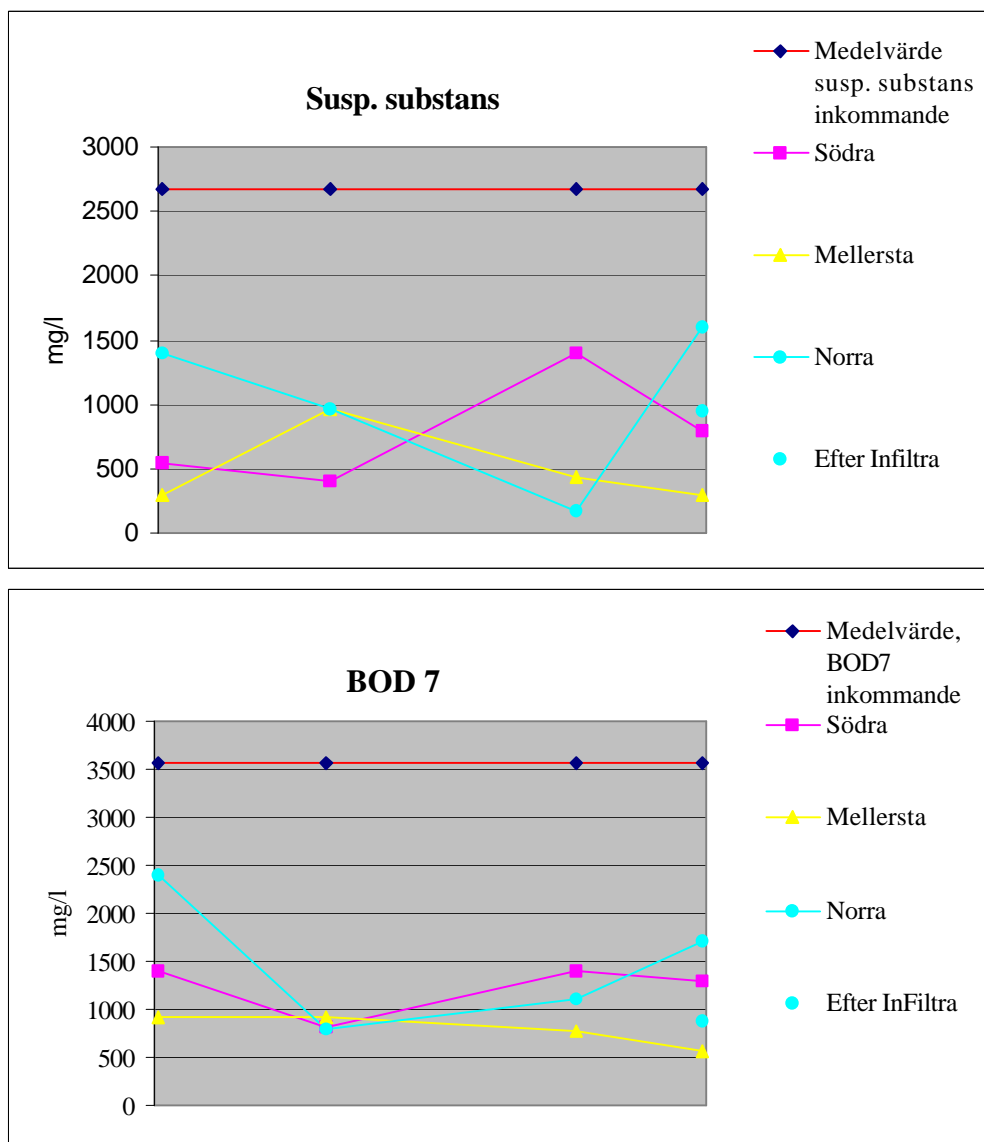 Susp. substans
3000
2500
2000
1500
1000
500
0
mg/l
Medelvärde
susp. substans
inkommande
Södra
Mellersta
Norra
Efter Infiltra
BOD 7
4000
3500
3000
2500
2000
1500
1000
500
0
mg/l
Medelvärde,
BOD7
inkommande
Södra
Mellersta
Norra
Efter InFiltra